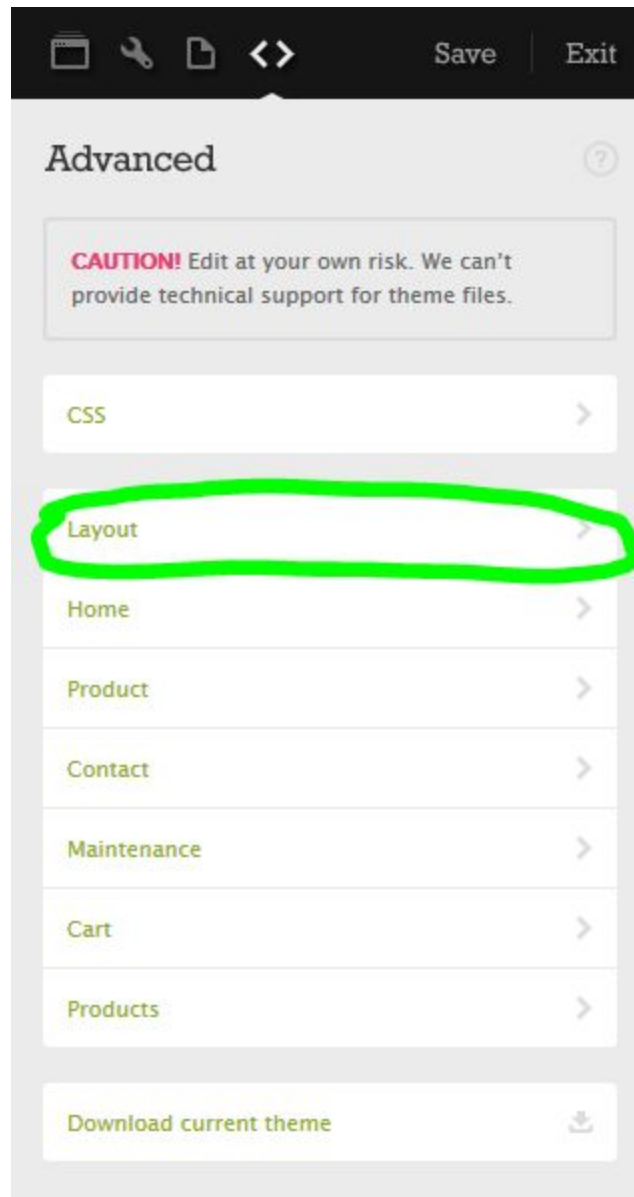 Save Exit
Advanced
?
CAUTION! Edit at your own risk. We can't
provide technical support for theme files.
CSS
Layout
Home
Product
Contact
Maintenance
Cart
Products
Download current theme